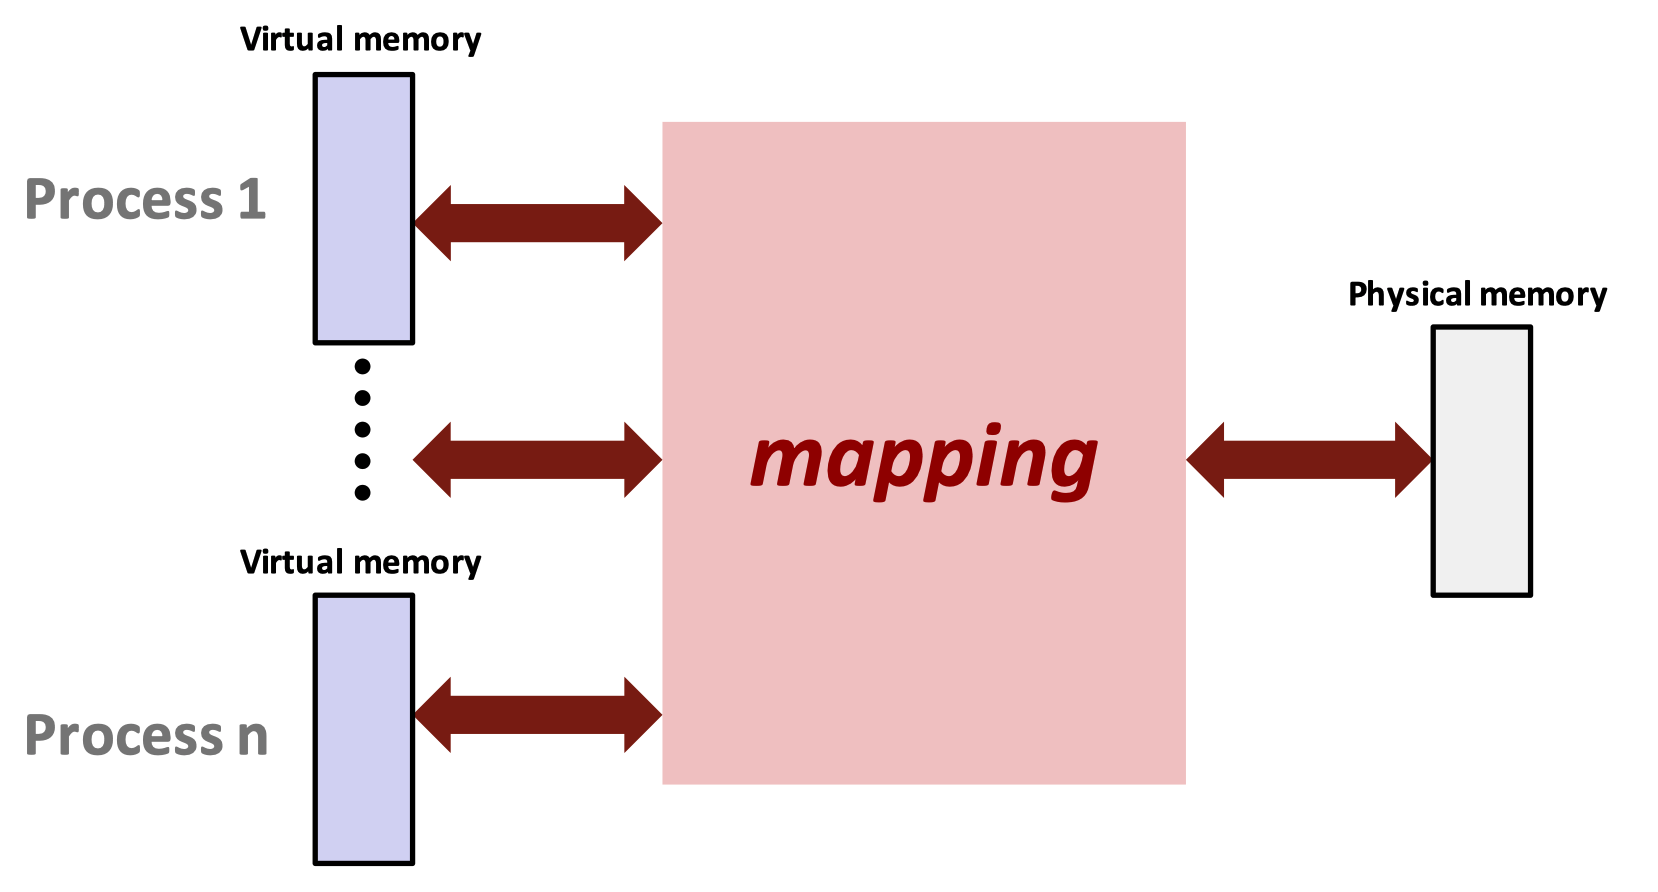 Virtual memory
Process 1
Physical memory
mapping
Virtual memory
Process n